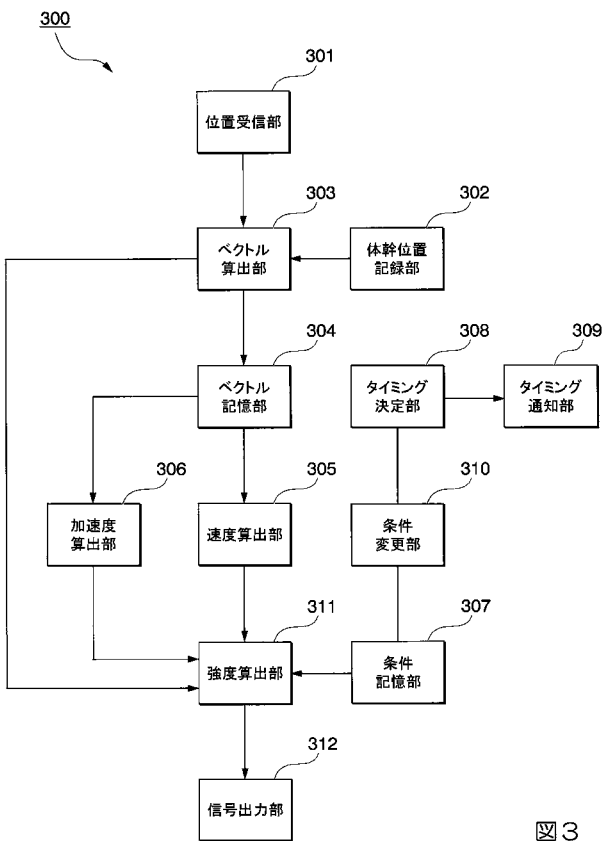 300
301
位置受信部
303
302
ベクトル
算出部
体幹位置
記録部
304
308
309
ベクトル
記憶部
タイミング
決定部
タイミング
通知部
306
305
310
加速度
算出部
速度算出部
条件
変更部
311
307
強度算出部
条件
記憶部
312
信号出力部
図3